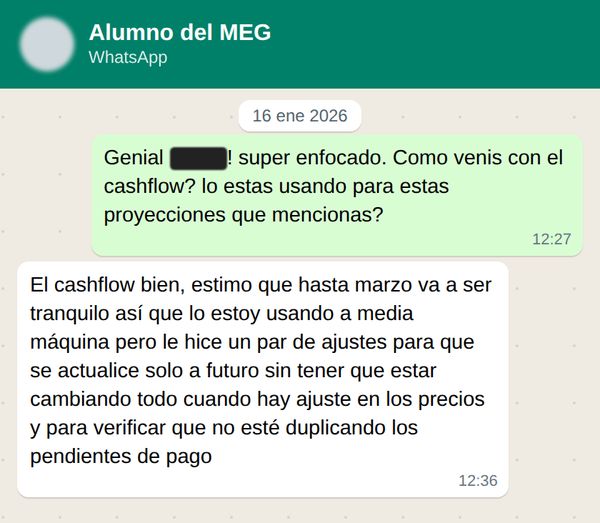 Alumno del MEG
WhatsApp
16 ene 2026
Genial ! super enfocado. Como venis con el
cashflow? lo estas usando para estas
proyecciones que mencionas?
12:27
El cashflow bien, estimo que hasta marzo va a ser
tranquilo así que lo estoy usando a media
máquina pero le hice un par de ajustes para que
se actualice solo a futuro sin tener que estar
cambiando todo cuando hay ajuste en los precios
y para verificar que no esté duplicando los
pendientes de pago
12:36